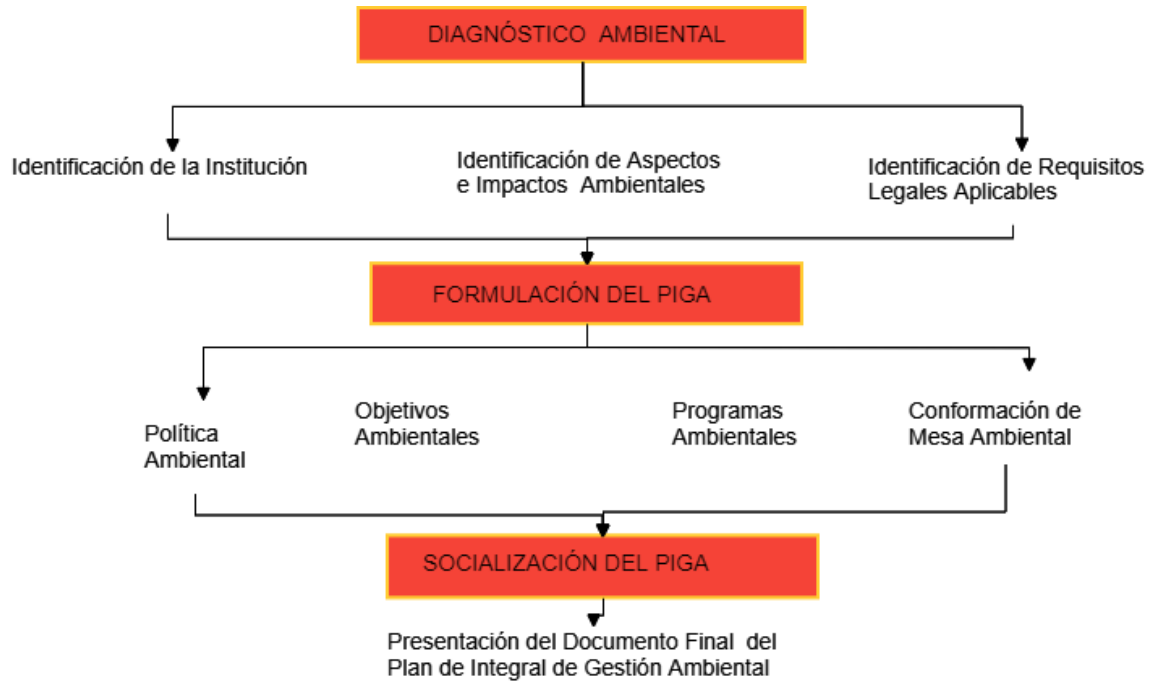 DIAGNÓSTICO AMBIENTAL
Identificación de la Institución
Identificación de Aspectos
e Impactos Ambientales
Identificación de Requisitos
Legales Aplicables
FORMULACIÓN DEL PIGA
Política
Ambiental
Objetivos
Ambientales
Programas
Ambientales
Conformación de
Mesa Ambiental
SOCIALIZACIÓN DEL PIGA
Presentación del Documento Final del
Plan de Integral de Gestión Ambiental